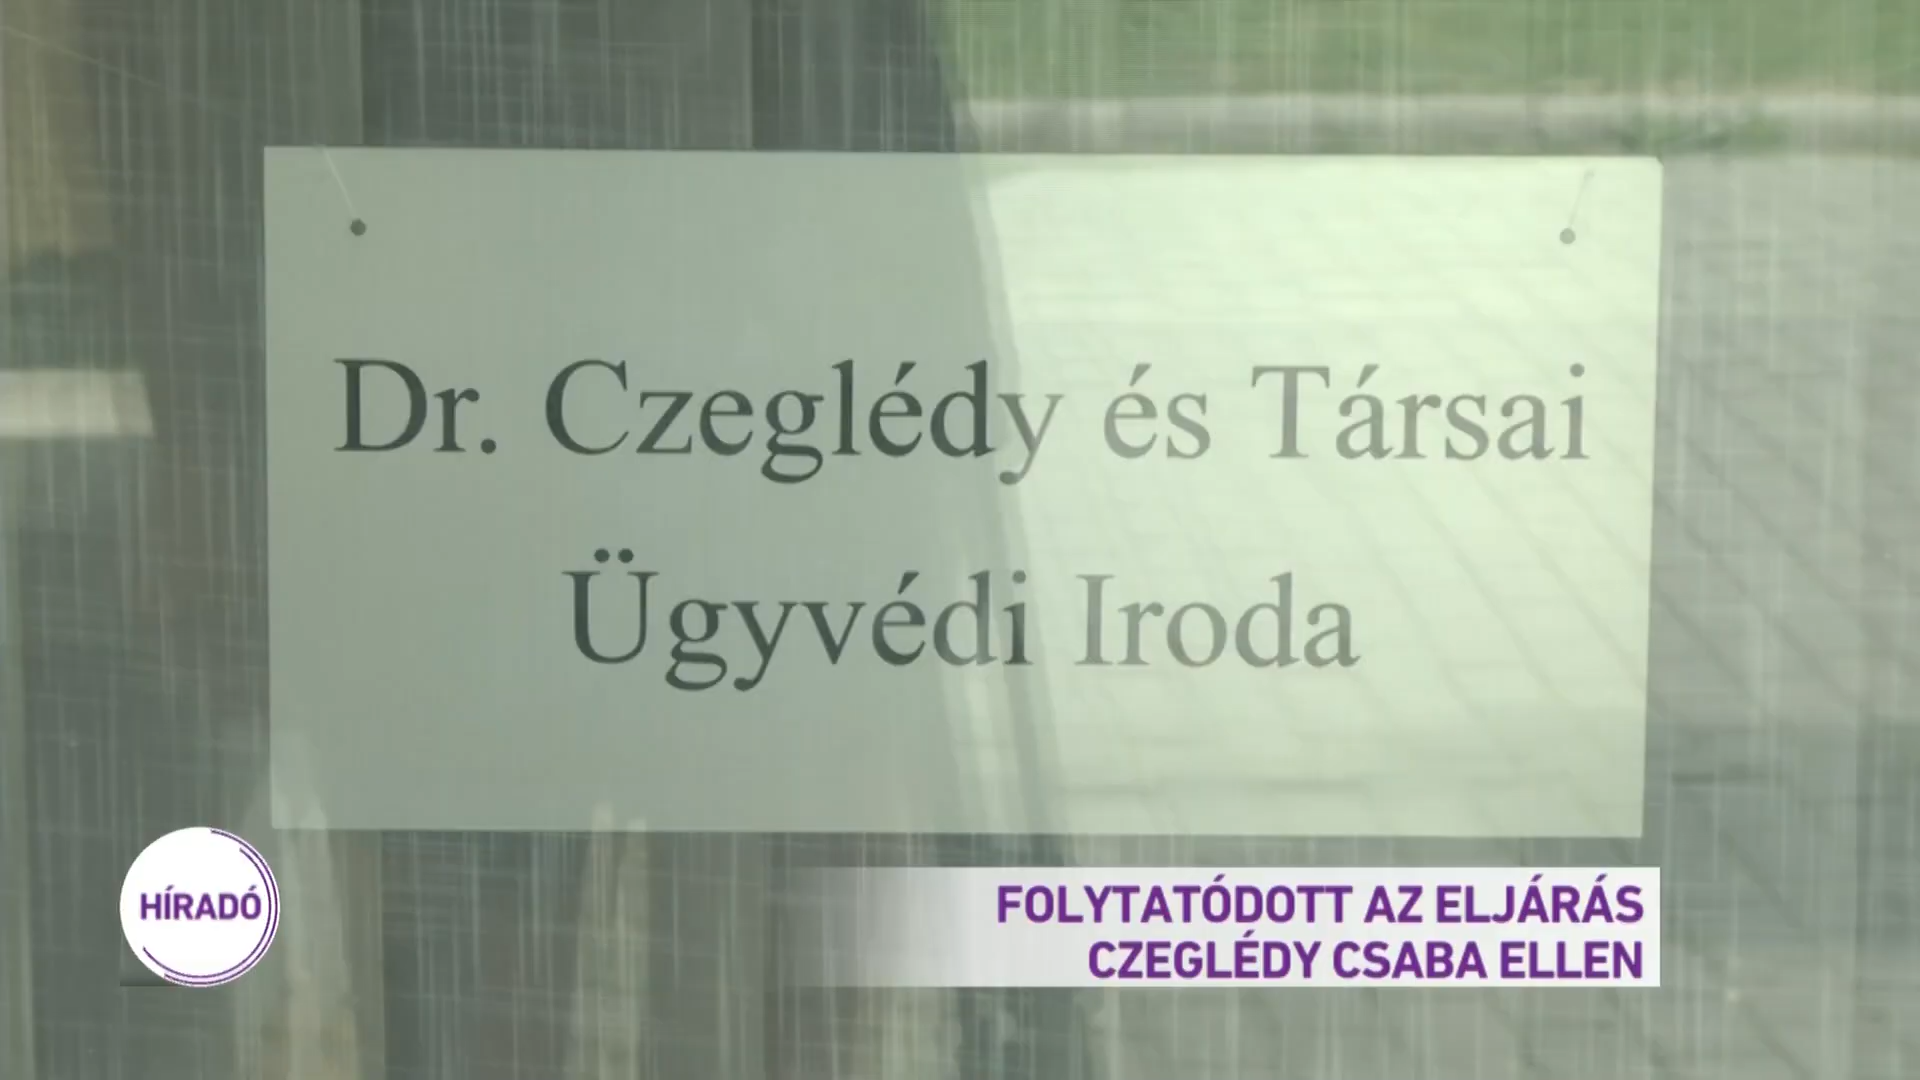 Dr. Czeglédy és Társai
Ügyvédi Iroda
HÍRADÓ
FOLYTATÓDOTT AZ ELJÁRÁS
CZEGLÉDY CSABA ELLEN